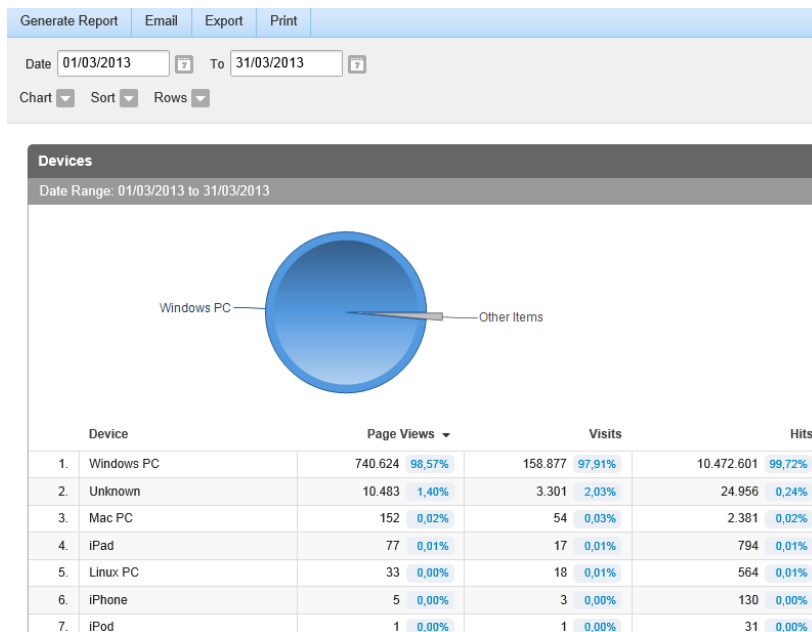 Generate Report Email Export Print
Date 01/03/2013 To 31/03/2013
Chart Sort Rows
Devices
Date Range: 01/03/2013 to 31/03/2013
Windows PC
Other Items
Device Page Views Visits Hits
1. Windows PC 740.624 98,57% 158.877 97,91% 10.472.601 99,72%
2. Unknown 10.483 1,40% 3.301 2,03% 24.956 0,24%
3. Mac PC 152 0,02% 54 0,03% 2.381 0,02%
4. iPad 77 0,01% 17 0,01% 794 0,01%
5. Linux PC 33 0,00% 18 0,01% 564 0,01%
6. iPhone 5 0,00% 3 0,00% 130 0,00%
7. iPod 1 0,00% 1 0,00% 31 0,00%